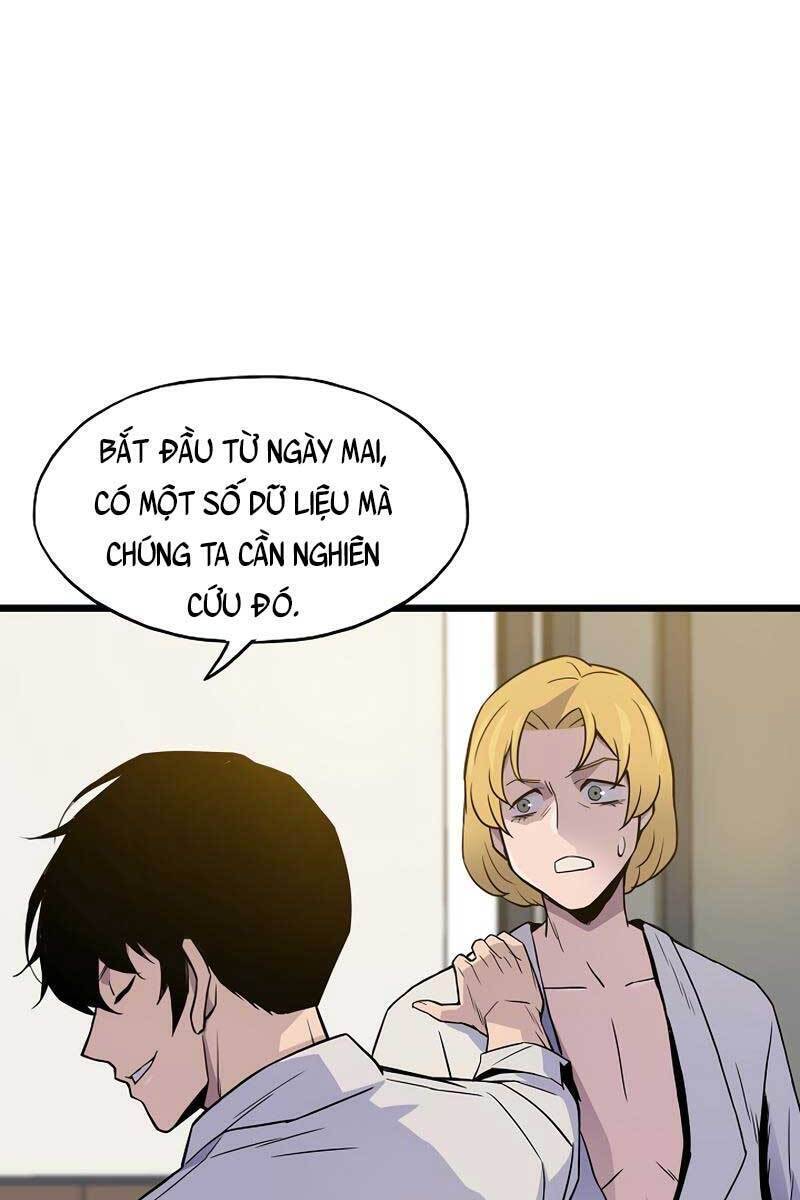 BẮT ĐẦU TỪ NGÀY MAI,
CÓ MỘT SỐ DỮ LIỆU MÀ
CHÚNG TA CẦN NGHIÊN
CỨU ĐÓ.